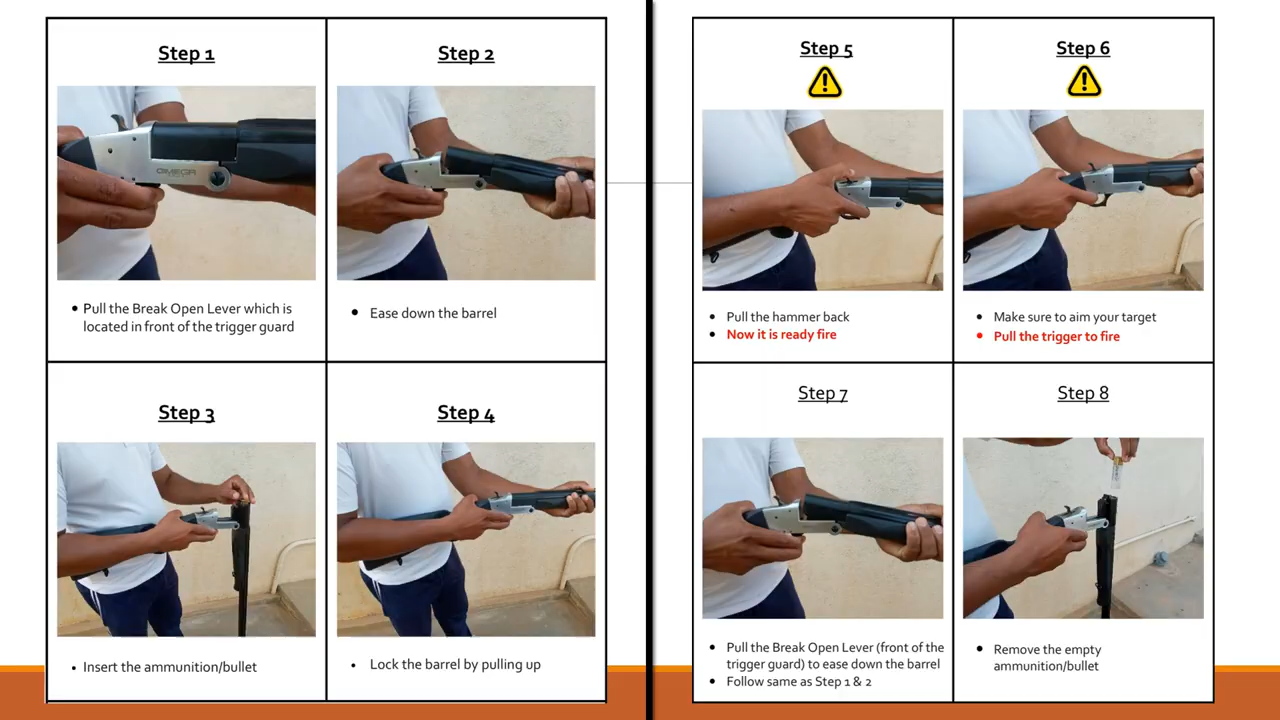 Step 1
Step 2
OMEGA
• Pull the Break Open Lever which is
located in front of the trigger guard
• Ease down the barrel
Step 3
Step 4
• Insert the ammunition/bullet
• Lock the barrel by pulling up
Step 5
Step 6
• Pull the hammer back
• Now it is ready fire
• Make sure to aim your target
• Pull the trigger to fire
Step 7
Step 8
• Pull the Break Open Lever (front of the
trigger guard) to ease down the barrel
• Follow same as Step 1 & 2
• Remove the empty
ammunition/bullet